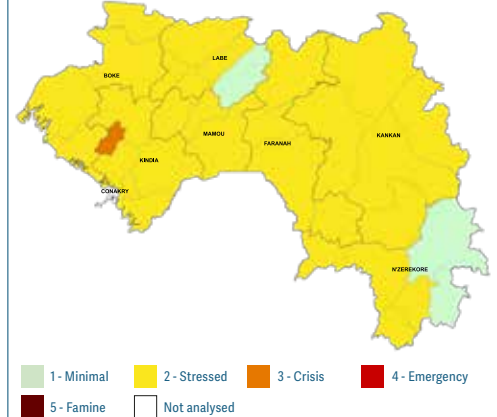 LABE
BOKE
MAMOU
KANKAN
FARANAH
KINDIA
CONAKRY
N'ZEREKORE
1 - Minimal
2 - Stressed
3 - Crisis
4 - Emergency
5 - Famine
Not analysed